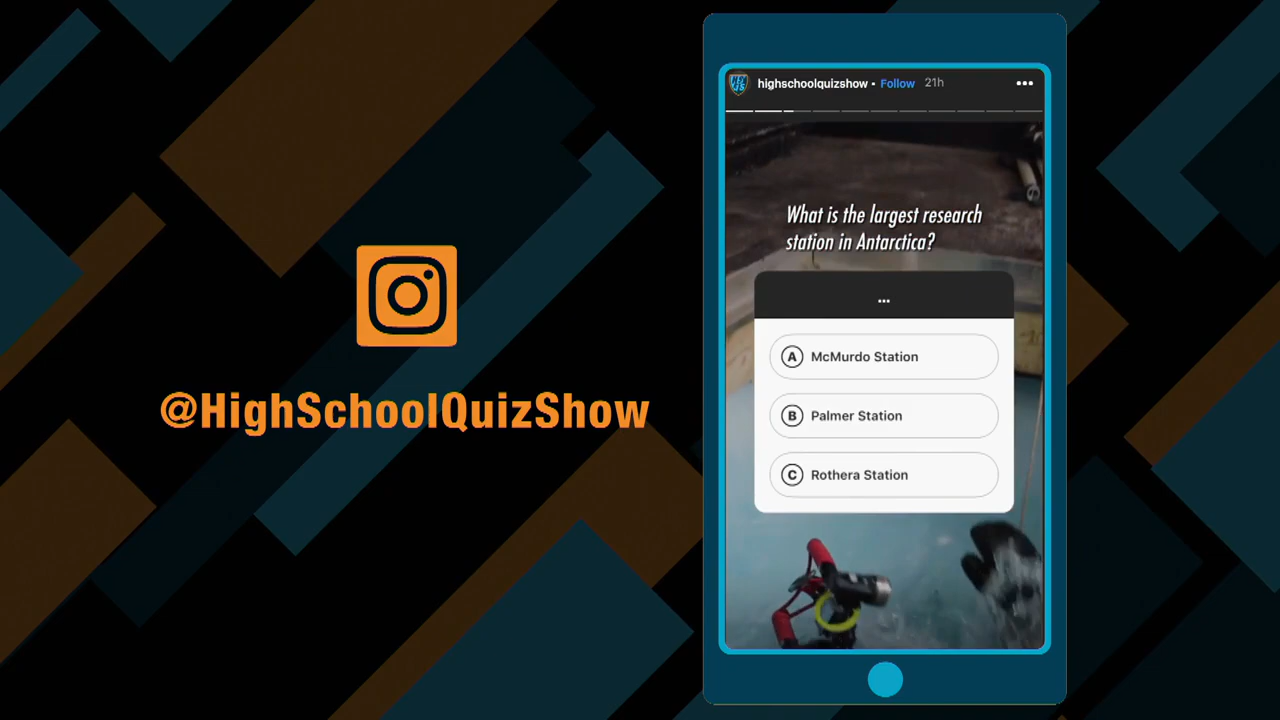 @HighSchoolQuizShow
highschoolquizshow • Follow 21h
What is the largest research
station in Antarctica?
...
A McMurdo Station
B Palmer Station
C Rothera Station